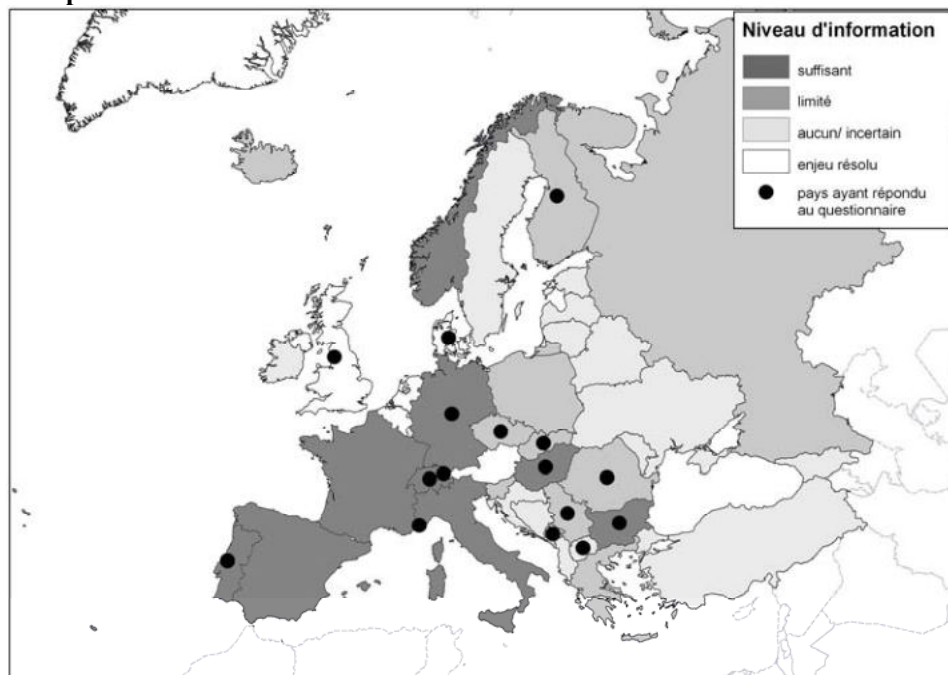 Niveau d'information
suffisant
limité
aucun/ incertain
enjeu résolu
pays ayant répondu
au questionnaire